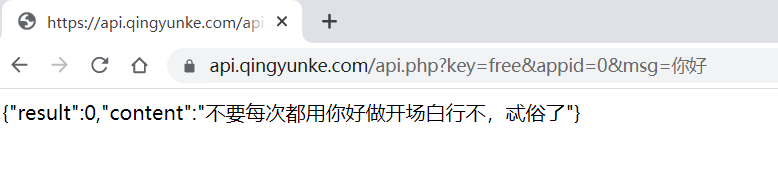 https://api.qingyunke.com/api
api.qingyunke.com/api.php?key=free&appid=0&msg=你好
{"result":0,"content":"不要每次都用你好做开场白行不，忒俗了"}